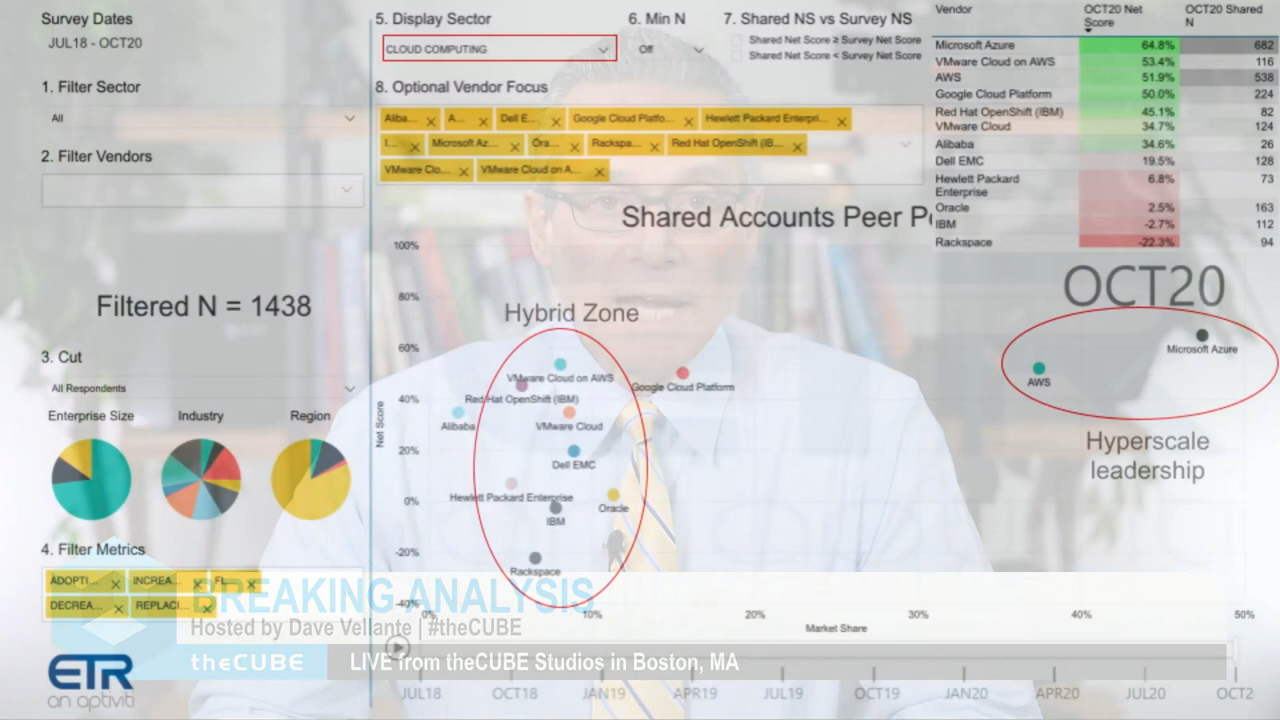 Survey Dates
JUL18 - OCT20
1. Filter Sector
All
2. Filter Vendors
Filtered N = 1438
3. Cut
All Respondents
Enterprise Size
Industry
Region
4. Filter Metrics
ADOPTI...
INCREA...
FL...
DECREA...
REPLACI...
ETR
an aptiviti
5. Display Sector
CLOUD COMPUTING
6. Min N
Off
7. Shared NS vs Survey NS
Shared Net Score ≥ Survey Net Score
Shared Net Score < Survey Net Score
8. Optional Vendor Focus
Aliba...
A...
Dell E...
Google Cloud Platfo...
Hewlett Packard Enterpri...
I...
Microsoft Az...
Ora...
Rackspa...
Red Hat OpenShift (IB...
VMware Clo...
VMware Cloud on A...
Vendor OCT20 Net Score OCT20 Shared N
Microsoft Azure 64.8% 682
VMware Cloud on AWS 53.4% 116
AWS 51.9% 538
Google Cloud Platform 50.0% 224
Red Hat OpenShift (IBM) 45.1% 82
VMware Cloud 34.7% 124
Alibaba 34.6% 26
Dell EMC 19.5% 128
Hewlett Packard Enterprise 6.8% 73
Oracle 2.5% 163
IBM -2.7% 112
Rackspace -22.3% 94
Shared Accounts Peer P
OCT20
100%
80%
60%
40%
20%
0%
-20%
-40%
Net Score
Hybrid Zone
VMware Cloud on AWS
Red Hat OpenShift (IBM)
Google Cloud Platform
Alibaba
VMware Cloud
Dell EMC
Hewlett Packard Enterprise
Oracle
IBM
Rackspace
Microsoft Azure
AWS
Hyperscale
leadership
0%
10%
20%
30%
40%
50%
Market Share
BREAKING ANALYSIS
Hosted by Dave Vellante | #theCUBE
theCUBE
LIVE from theCUBE Studios in Boston, MA
JUL18
OCT18
JAN19
APR19
JUL19
OCT19
JAN20
APR20
JUL20
OCT2